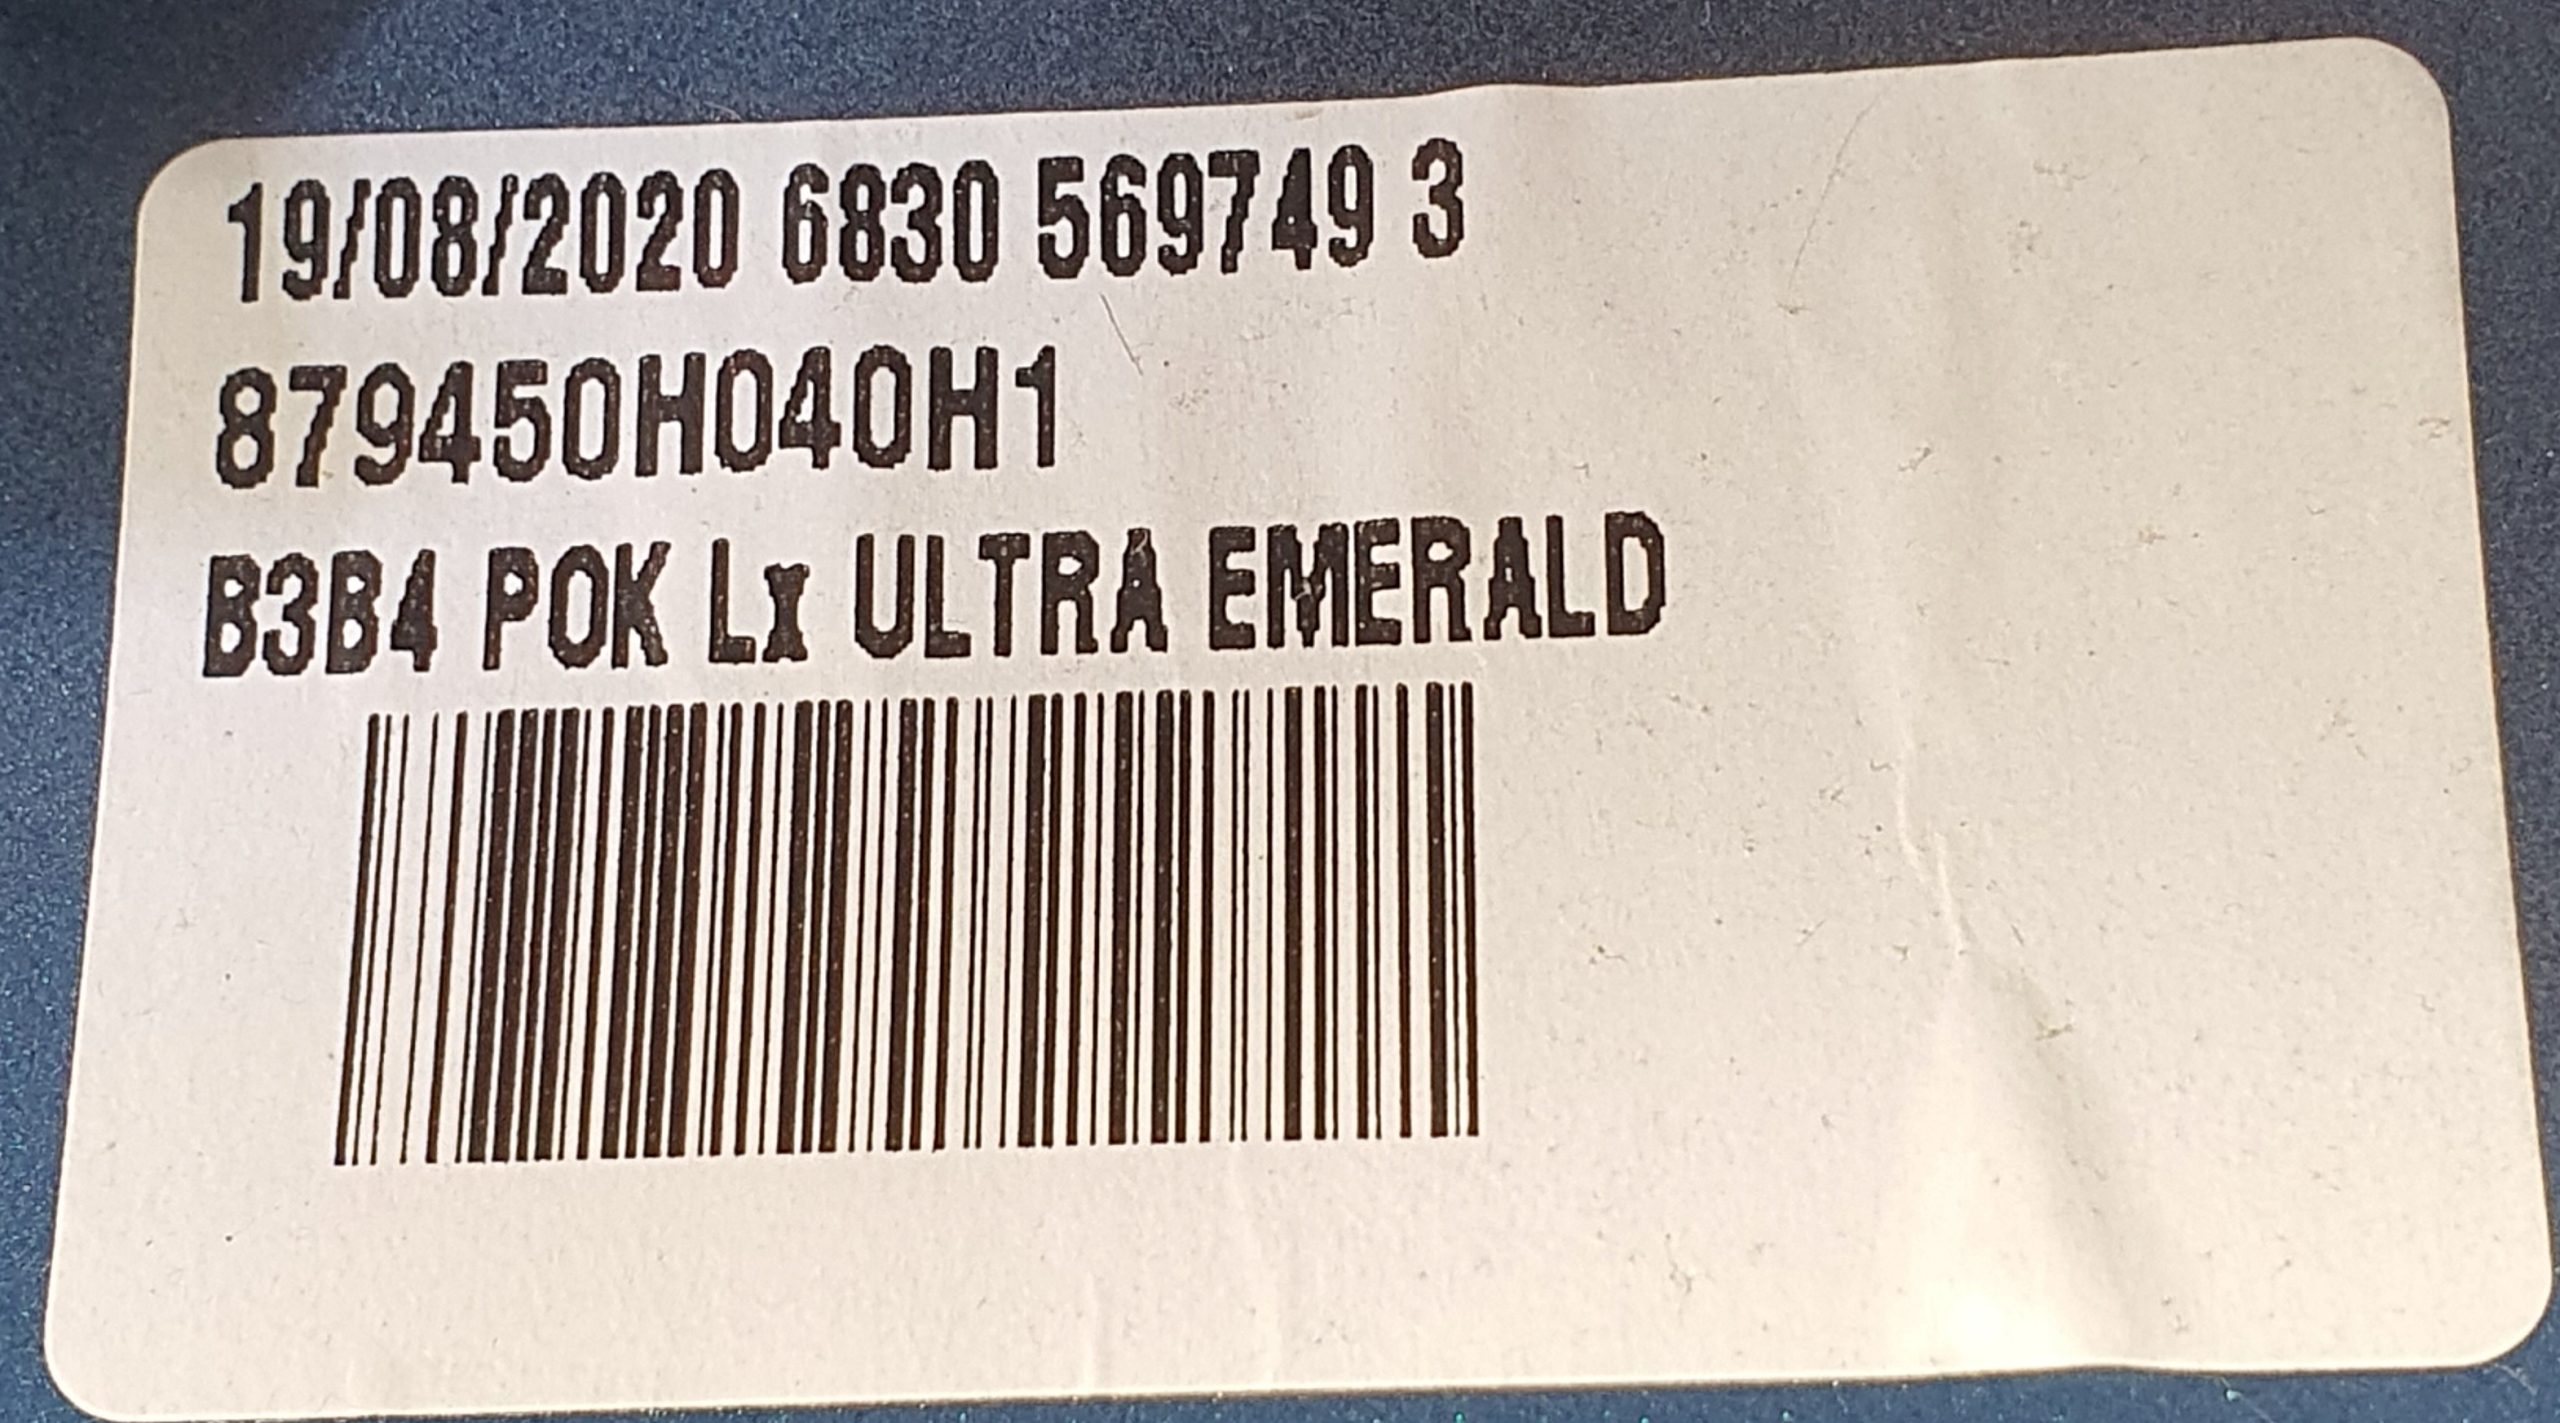 19/08/2020 6830 569749 3
879450H040H1
B3B4 POK Lx ULTRA EMERALD